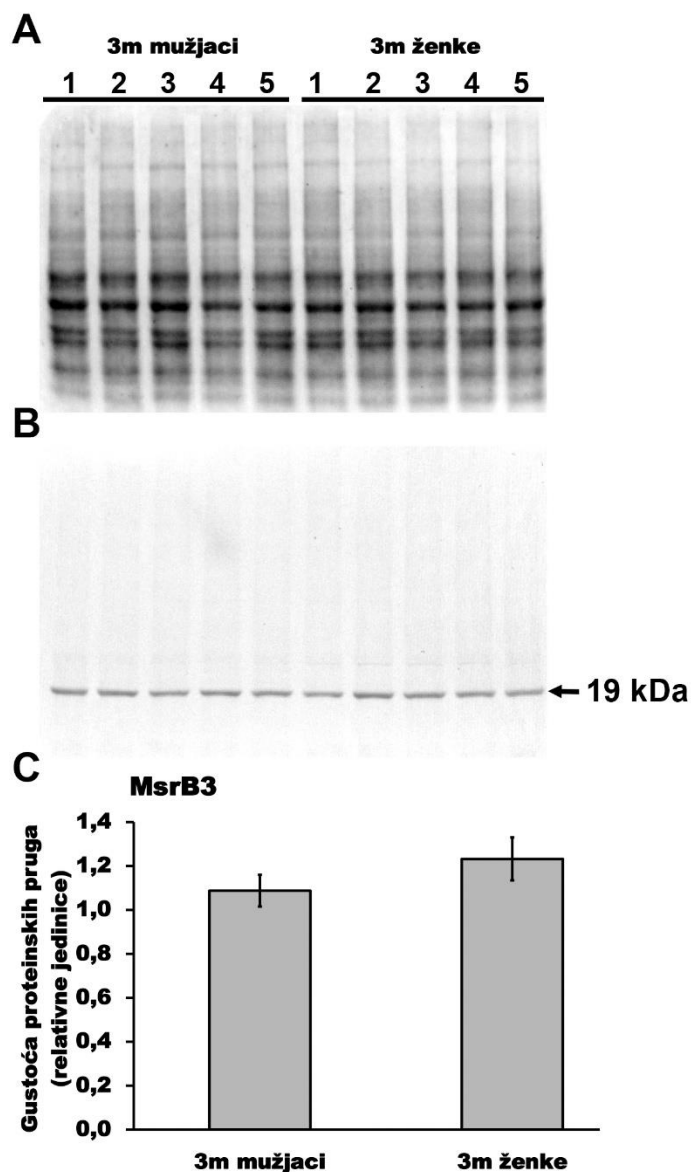 A
3m mužjaci 3m ženke
1 2 3 4 5 1 2 3 4 5
B
19 kDa
C
MsrB3
Gustoća proteinskih pruga
(relativne jedinice)
1,4
1,2
1,0
0,8
0,6
0,4
0,2
0,0
3m mužjaci 3m ženke